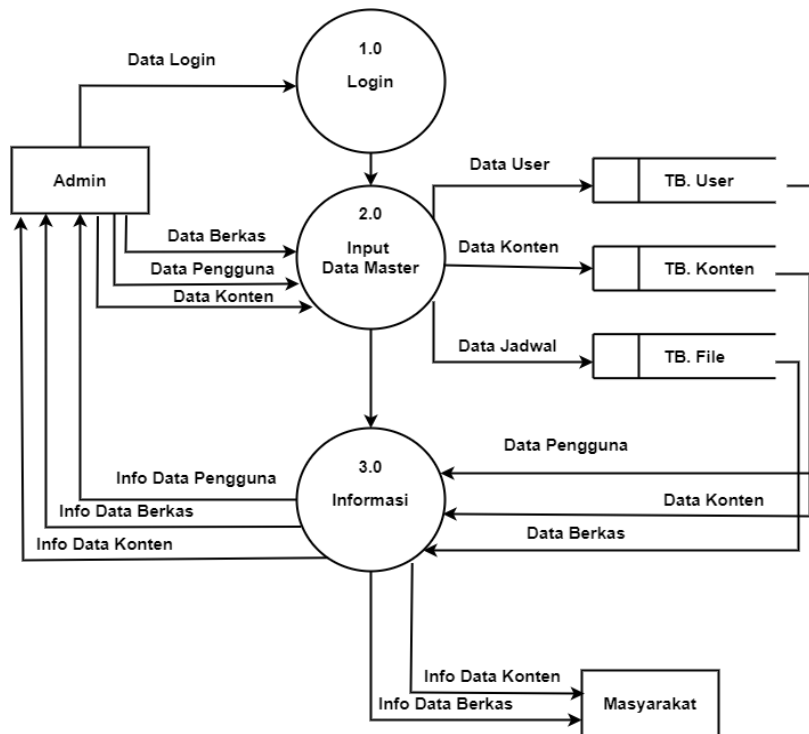 1.0
Login
Data Login
Admin
Data User
TB. User
2.0
Input
Data Master
Data Berkas
Data Pengguna
Data Konten
Data Konten
TB. Konten
Data Jadwal
TB. File
3.0
Informasi
Data Pengguna
Data Konten
Data Berkas
Info Data Pengguna
Info Data Berkas
Info Data Konten
Info Data Konten
Info Data Berkas
Masyarakat